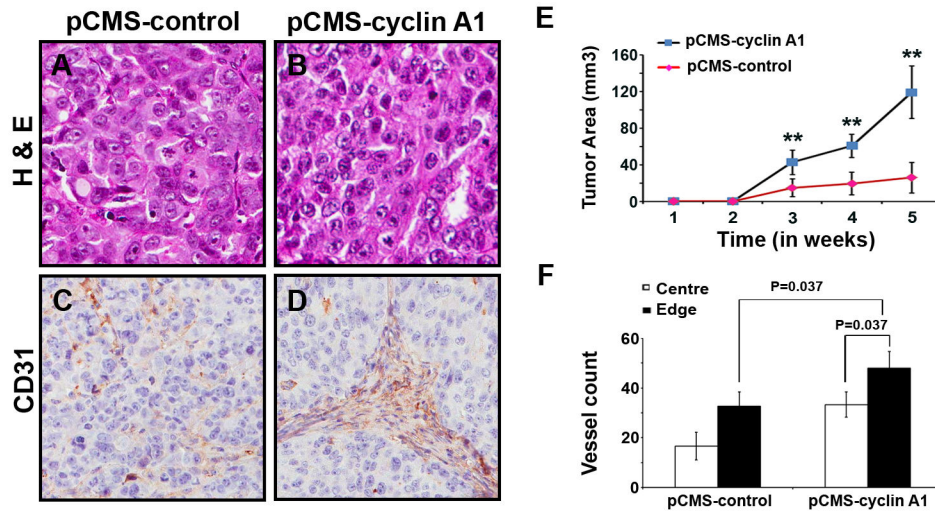 pCMS-control
pCMS-cyclin A1
H & E
A
B
CD31
C
D
E
pCMS-cyclin A1
pCMS-control
Tumor Area (mm3)
160
120
80
40
0
**
**
**
1 2 3 4 5
Time (in weeks)
F
Centre
Edge
P=0.037
P=0.037
Vessel count
60
40
20
0
pCMS-control
pCMS-cyclin A1